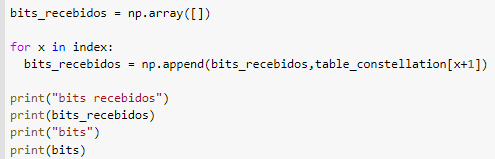 bits_recebidos = np.array([])
for x in index:
  bits_recebidos = np.append(bits_recebidos,table_constellation[x+1])
print("bits recebidos")
print(bits_recebidos)
print("bits")
print(bits)